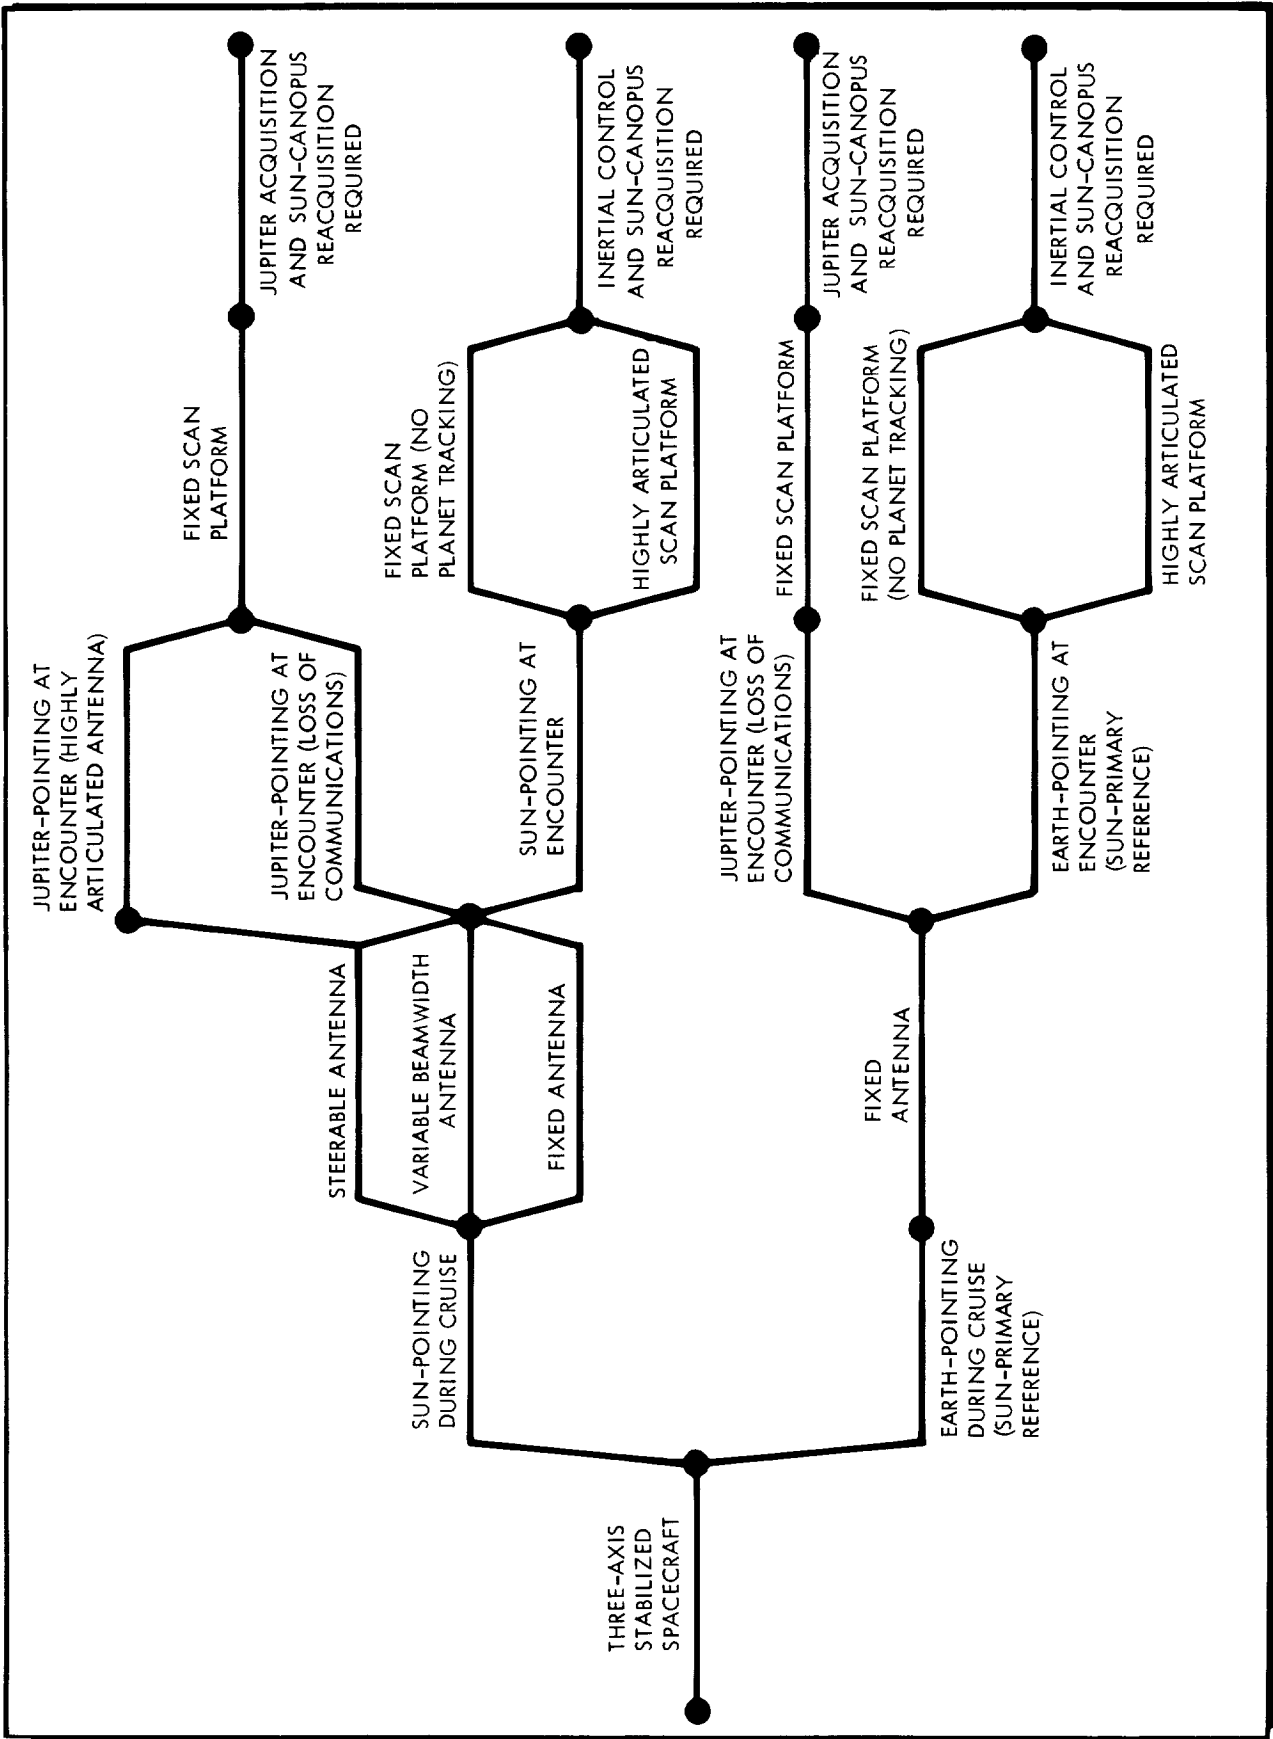 THREE-AXIS
STABILIZED
SPACECRAFT
SUN-POINTING
DURING CRUISE
EARTH-POINTING
DURING CRUISE
(SUN-PRIMARY
REFERENCE)
STEERABLE ANTENNA
VARIABLE BEAMWIDTH
ANTENNA
FIXED ANTENNA
FIXED
ANTENNA
JUPITER-POINTING AT
ENCOUNTER (HIGHLY
ARTICULATED ANTENNA)
JUPITER-POINTING AT
ENCOUNTER (LOSS OF
COMMUNICATIONS)
SUN-POINTING AT
ENCOUNTER
JUPITER-POINTING AT
ENCOUNTER (LOSS OF
COMMUNICATIONS)
EARTH-POINTING AT
ENCOUNTER
(SUN-PRIMARY
REFERENCE)
FIXED SCAN
PLATFORM
FIXED SCAN
PLATFORM (NO
PLANET TRACKING)
HIGHLY ARTICULATED
SCAN PLATFORM
FIXED SCAN PLATFORM
FIXED SCAN PLATFORM
(NO PLANET TRACKING)
HIGHLY ARTICULATED
SCAN PLATFORM
JUPITER ACQUISITION
AND SUN-CANOPUS
REACQUISITION
REQUIRED
INERTIAL CONTROL
AND SUN-CANOPUS
REACQUISITION
REQUIRED
JUPITER ACQUISITION
AND SUN-CANOPUS
REACQUISITION
REQUIRED
INERTIAL CONTROL
AND SUN-CANOPUS
REACQUISITION
REQUIRED